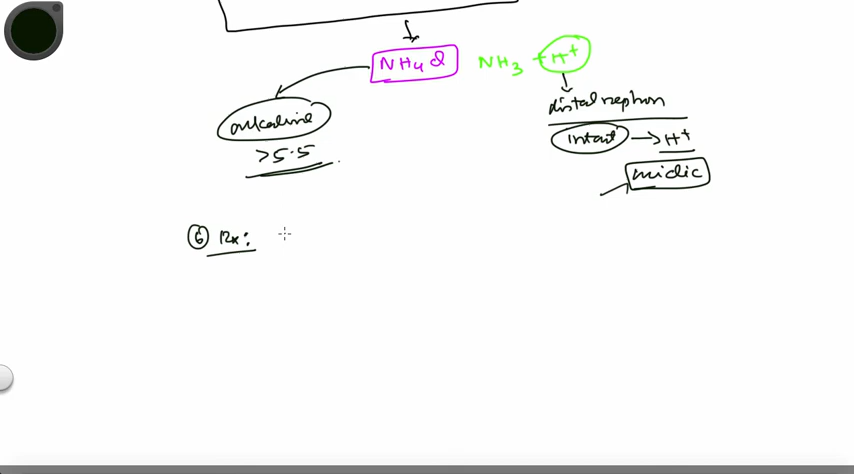 NH4Cl NH3 + H+
alkaline
>5.5
distal nephron
intact → H+
acidic
⑥ Rx: